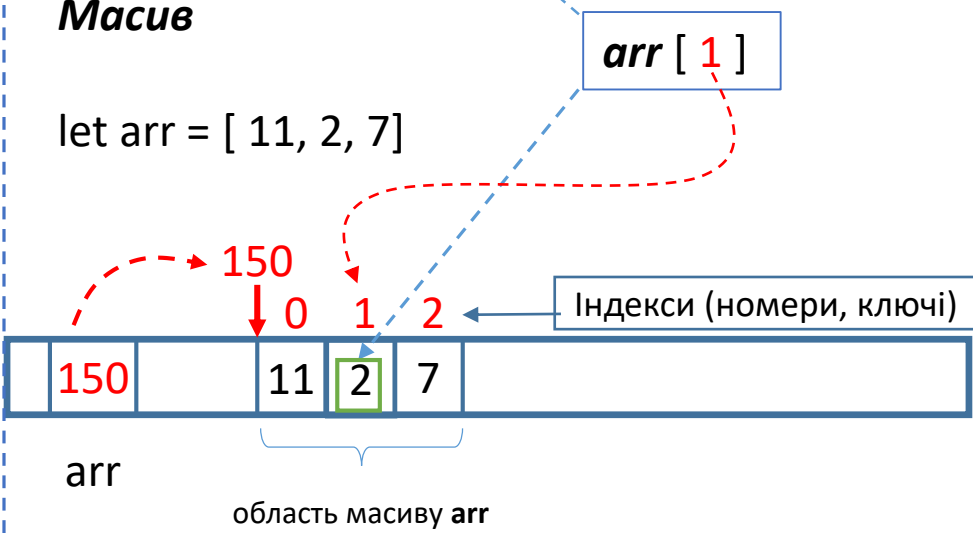 Масив
arr [ 1 ]
let arr = [ 11, 2, 7]
150
0 1 2
Індекси (номери, ключі)
150 11 2 7
arr
область масиву arr